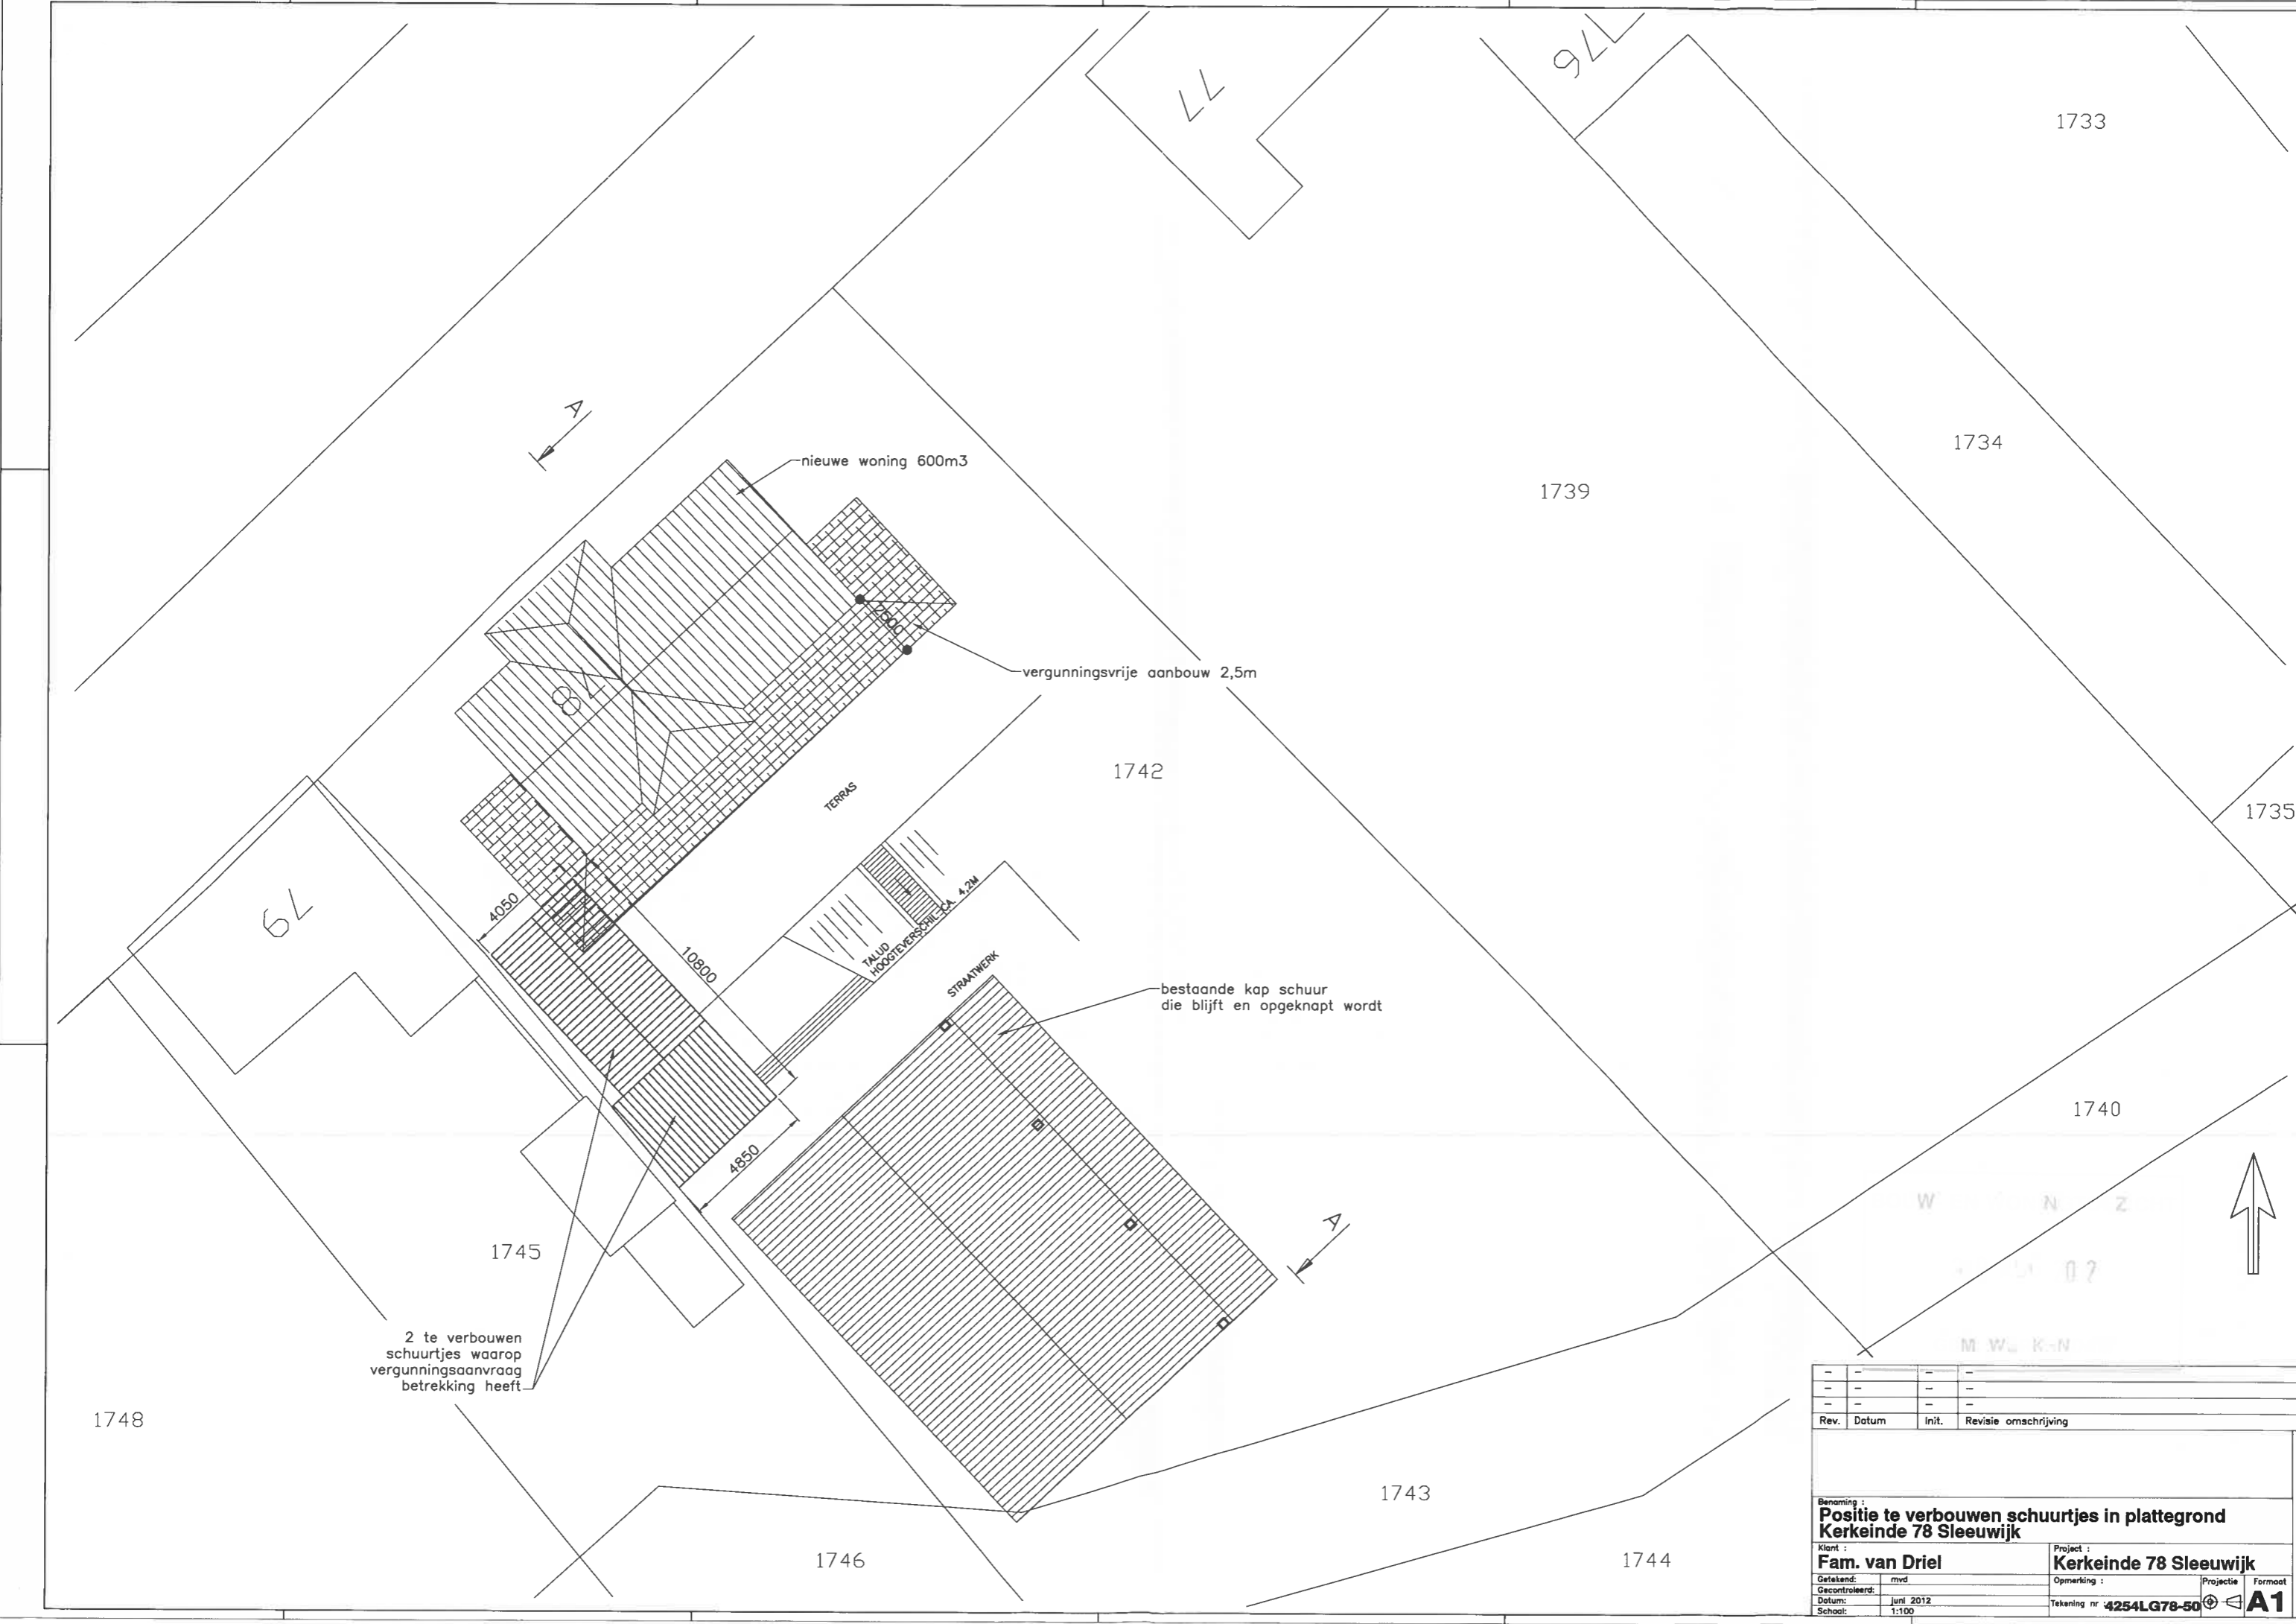 77
76
1733
A
nieuwe woning 600m3
1734
1739
2500
vergunningsvrije aanbouw 2,5m
78
1742
TERRAS
1735
79
4050
TALUD
HOOGTEVERSCHIL CA. 4,2M
10800
STRAATWERK
bestaande kap schuur
die blijft en opgeknapt wordt
1740
4850
A
1745
2 te verbouwen
schuurtjes waarop
vergunningsaanvraag
betrekking heeft
1748
1743
1746
1744
W N Z
02
- - - -
- - - -
- - - -
Rev. Datum Init. Revisie omschrijving
Benaming :
Positie te verbouwen schuurtjes in plattegrond
Kerkeinde 78 Sleeuwijk
Klant :
Fam. van Driel
Project :
Kerkeinde 78 Sleeuwijk
Getekend: mvd
Gecontroleerd:
Datum: juni 2012
Schaal: 1:100
Opmerking :
Projectie
Formaat
Tekening nr : 4254LG78-50
A1